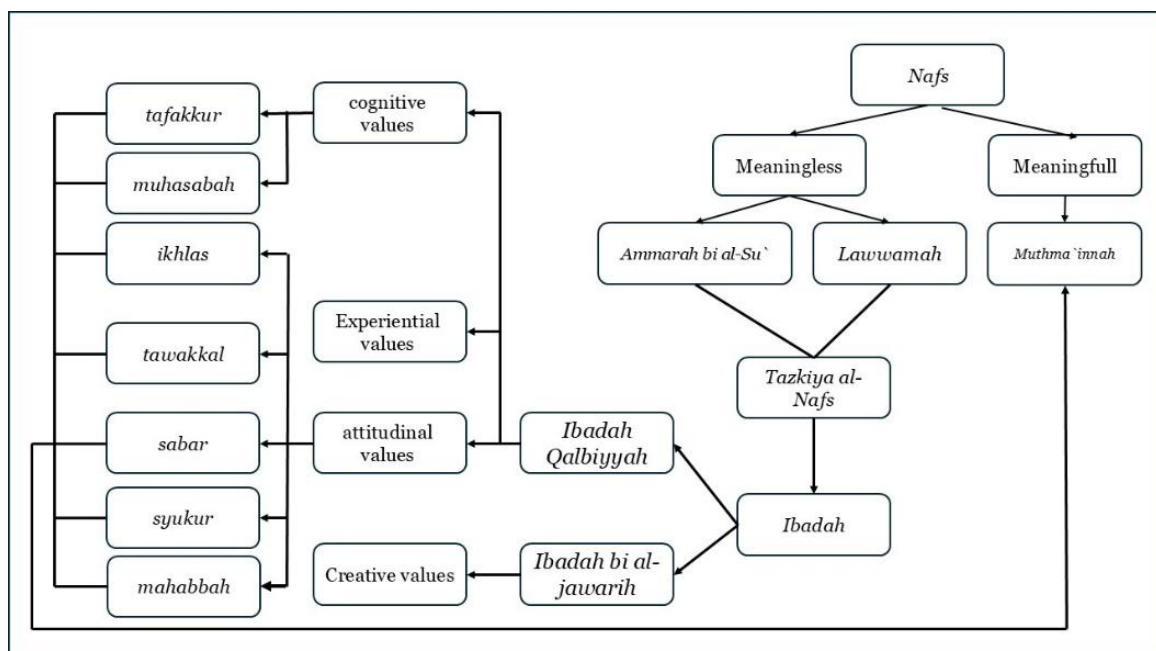 Nafs
Meaningless
Meaningfull
Ammarah bi al-Su`
Lawwamah
Muthma`innah
Tazkiya al-
Nafs
Ibadah
Ibadah
Qalbiyyah
Ibadah bi al-
jawarih
cognitive
values
Experiential
values
attitudinal
values
Creative values
tafakkur
muhasabah
ikhlas
tawakkal
sabar
syukur
mahabbah